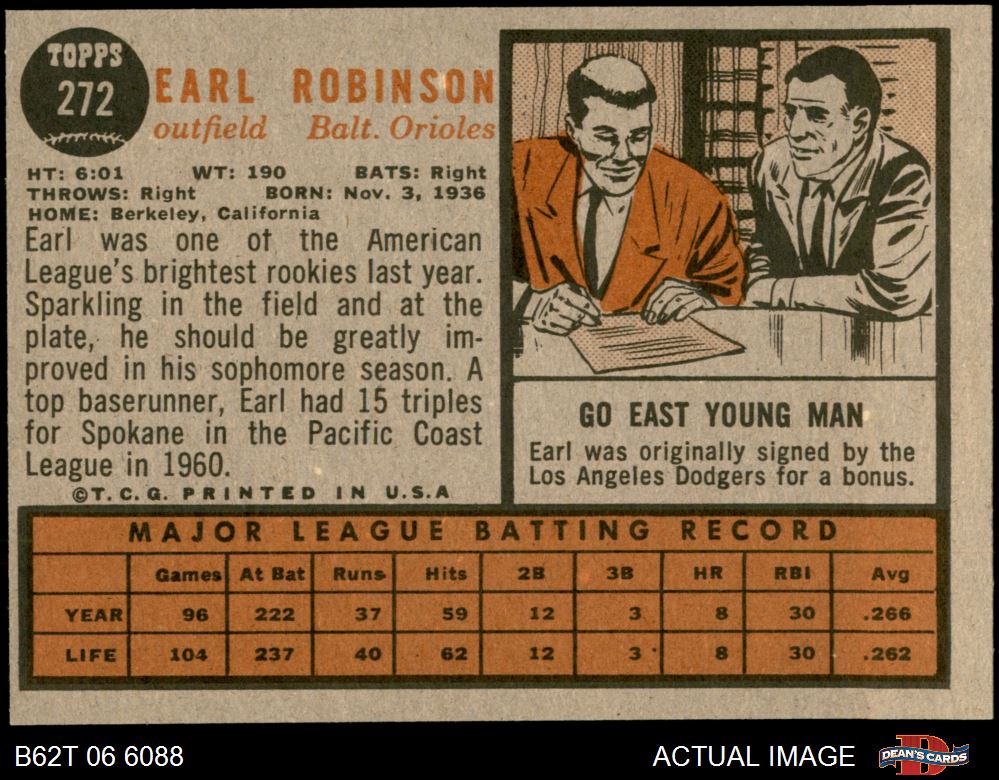 TOPPS
272
EARL ROBINSON
outfield Balt. Orioles
HT: 6:01 WT: 190 BATS: Right
THROWS: Right BORN: Nov. 3, 1936
HOME: Berkeley, California
Earl was one of the American
League's brightest rookies last year.
Sparkling in the field and at the
plate, he should be greatly im-
proved in his sophomore season. A
top baserunner, Earl had 15 triples
for Spokane in the Pacific Coast
League in 1960.
©T.C.G. PRINTED IN U.S.A
GO EAST YOUNG MAN
Earl was originally signed by the
Los Angeles Dodgers for a bonus.
MAJOR LEAGUE BATTING RECORD
Games At Bat Runs Hits 2B 3B HR RBI Avg
YEAR 96 222 37 59 12 3 8 30 .266
LIFE 104 237 40 62 12 3 8 30 .262
B62T 06 6088 ACTUAL IMAGE DEAN'S CARDS